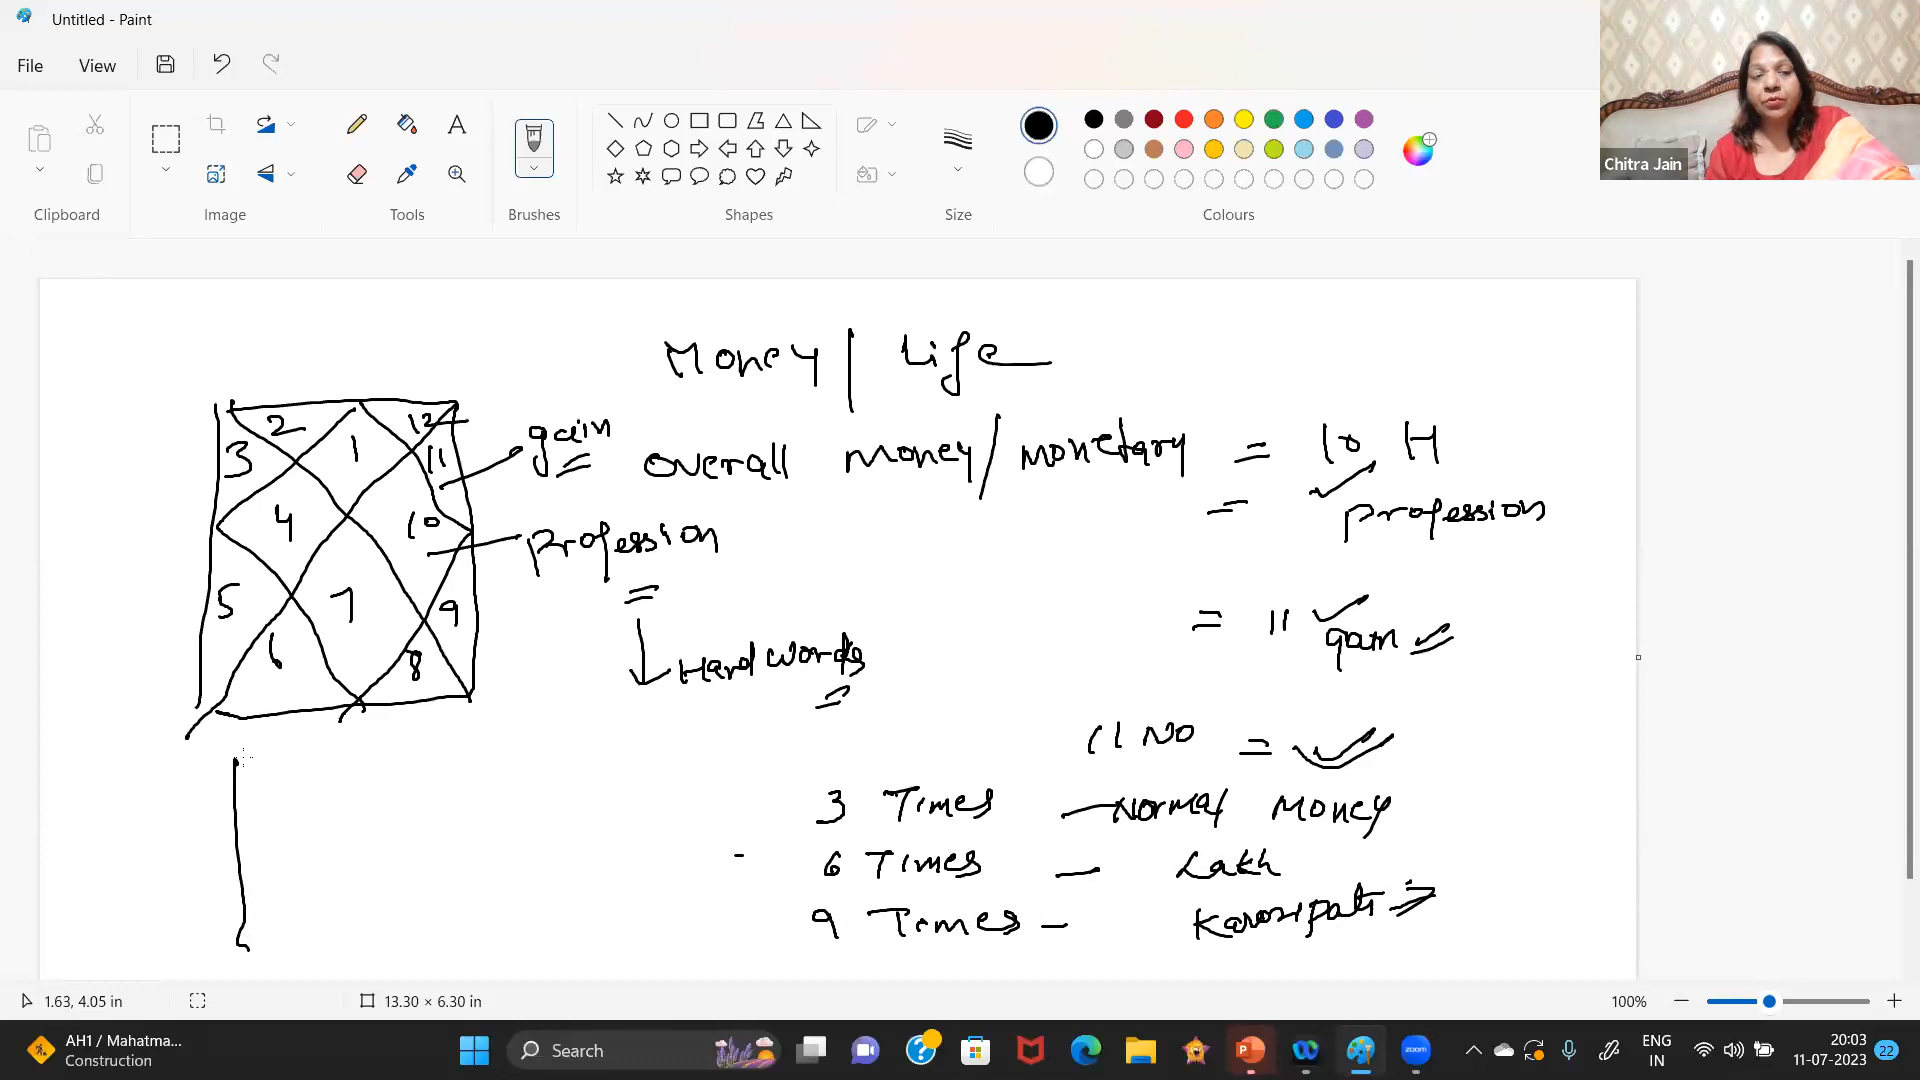 Untitled - Paint
File View
Clipboard Image Tools Brushes Shapes Size Colours
Chitra Jain
Money | Life
2 1 12
3 11
4 10
5 7 9
6 8
gain
profession
Hard words
overall money/monetary = 10 H
= profession
= 11 gain
11 No =
3 Times - Normal Money
6 Times - Lakh
9 Times -
1.63, 4.05 in
13.30 × 6.30 in
100%
AH1 / Mahatma...
Construction
Search
zoom
ENG
IN
20:03
11-07-2023
22